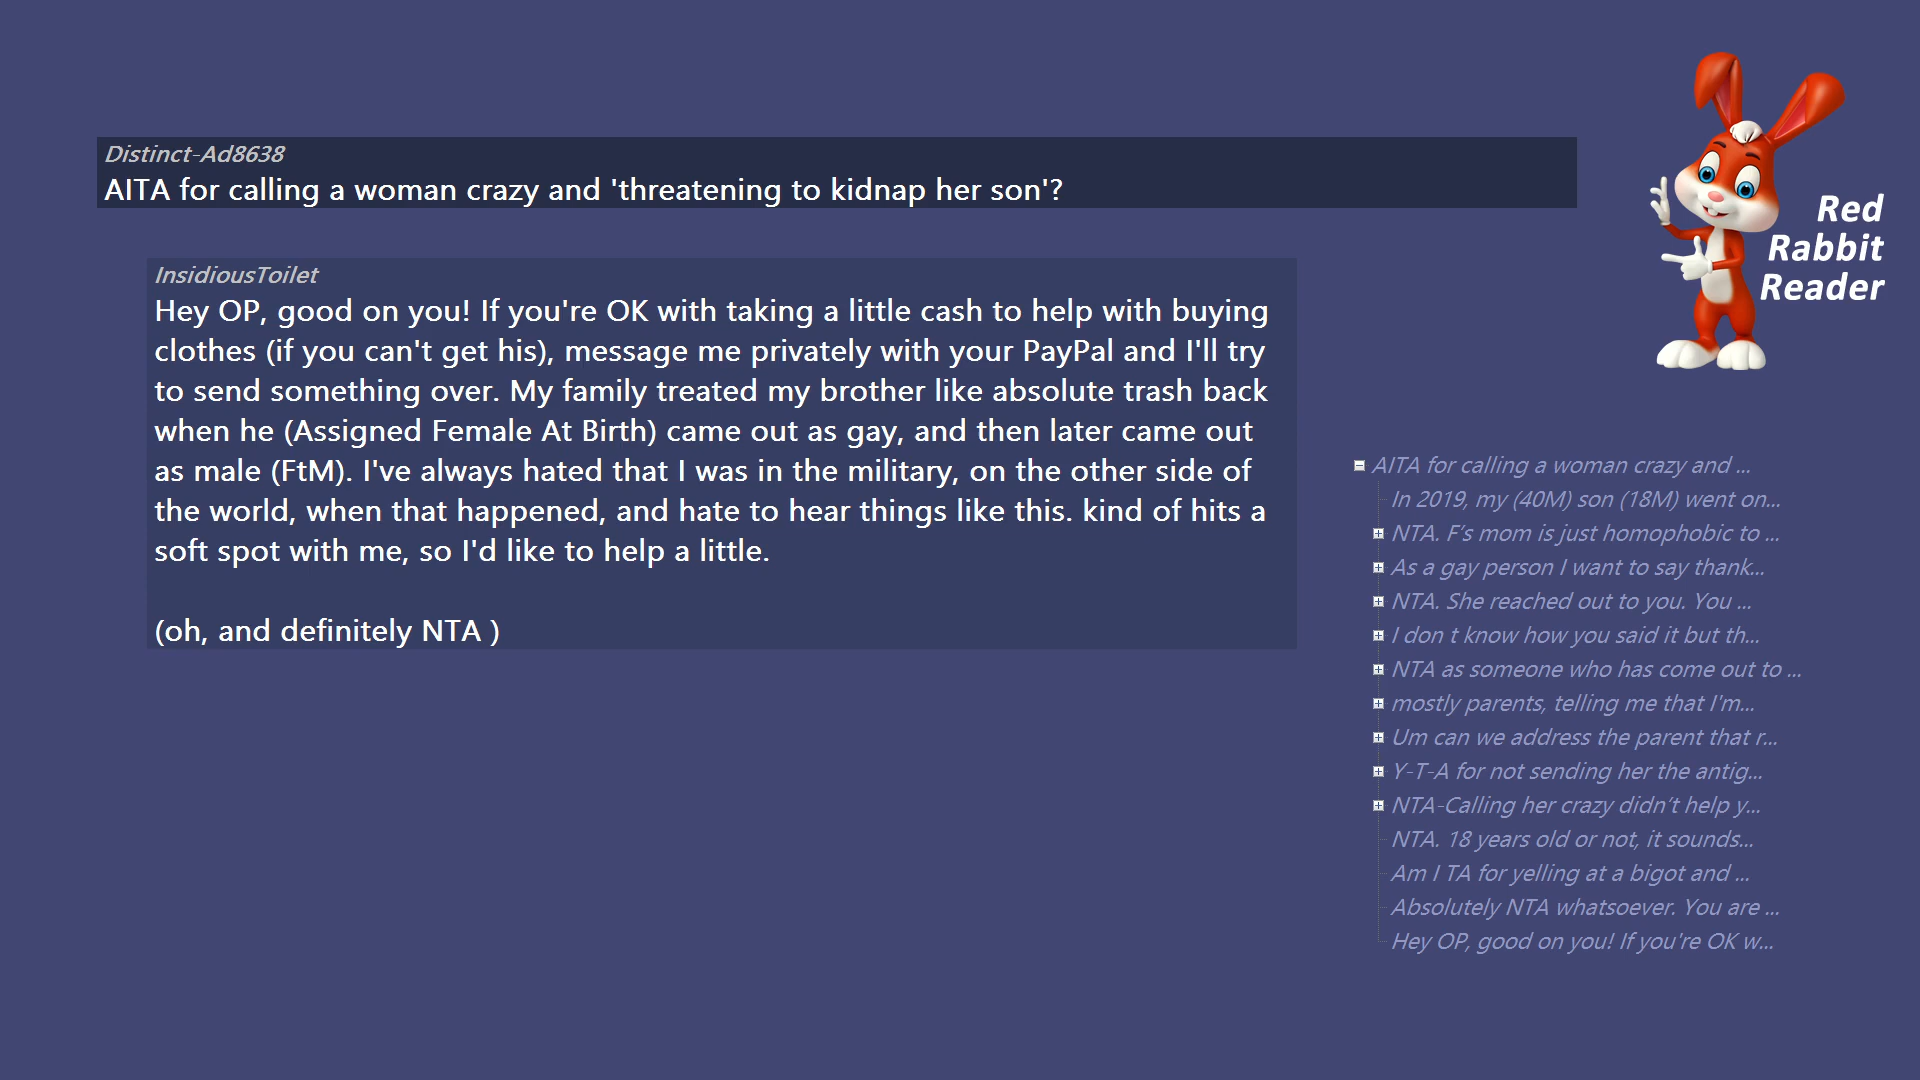 Distinct-Ad8638
AITA for calling a woman crazy and 'threatening to kidnap her son'?
InsidiousToilet
Hey OP, good on you! If you're OK with taking a little cash to help with buying
clothes (if you can't get his), message me privately with your PayPal and I'll try
to send something over. My family treated my brother like absolute trash back
when he (Assigned Female At Birth) came out as gay, and then later came out
as male (FtM). I've always hated that I was in the military, on the other side of
the world, when that happened, and hate to hear things like this. kind of hits a
soft spot with me, so I'd like to help a little.
(oh, and definitely NTA )
Red
Rabbit
Reader
AITA for calling a woman crazy and ...
In 2019, my (40M) son (18M) went on...
NTA. F’s mom is just homophobic to ...
As a gay person I want to say thank...
NTA. She reached out to you. You ...
I don t know how you said it but th...
NTA as someone who has come out to ...
mostly parents, telling me that I'm...
Um can we address the parent that r...
Y-T-A for not sending her the antig...
NTA-Calling her crazy didn’t help y...
NTA. 18 years old or not, it sounds...
Am I TA for yelling at a bigot and ...
Absolutely NTA whatsoever. You are ...
Hey OP, good on you! If you're OK w...